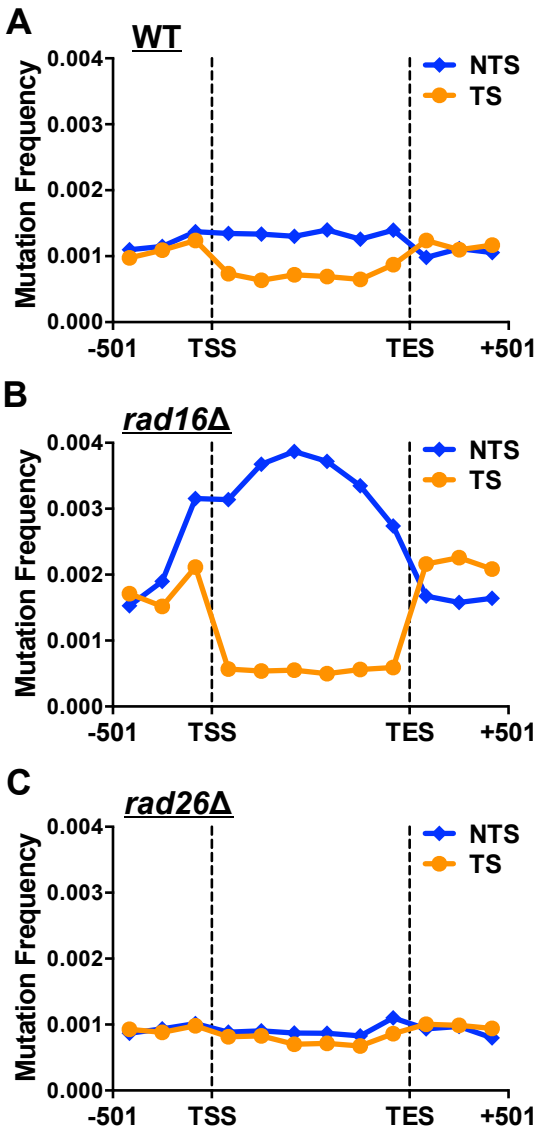 A
WT
Mutation Frequency
0.004
0.003
0.002
0.001
0.000
NTS
TS
-501 TSS TES +501
B
rad16Δ
Mutation Frequency
0.004
0.003
0.002
0.001
0.000
NTS
TS
-501 TSS TES +501
C
rad26Δ
Mutation Frequency
0.004
0.003
0.002
0.001
0.000
NTS
TS
-501 TSS TES +501